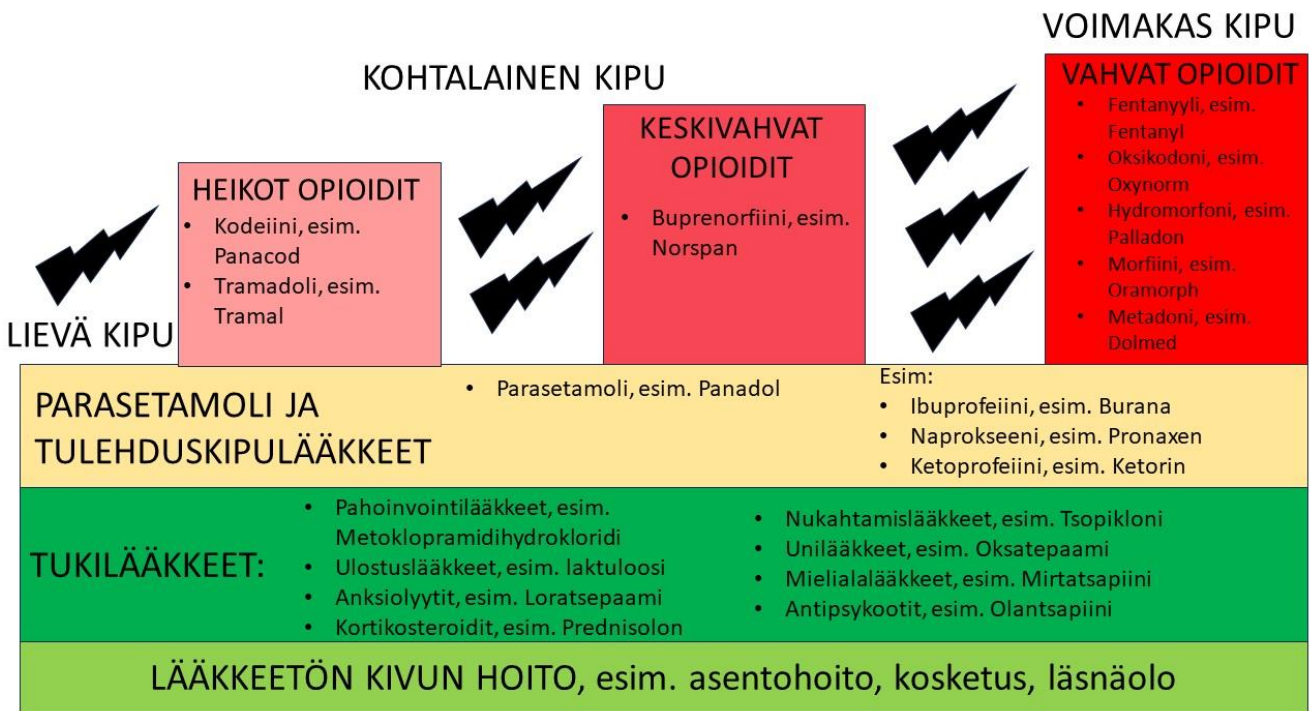 VOIMAKAS KIPU
KOHTALAINEN KIPU
LIEVÄ KIPU
HEIKOT OPIOIDIT
• Kodeiini, esim.
Panacod
• Tramadoli, esim.
Tramal
KESKIVAHVAT
OPIOIDIT
• Buprenorfiini, esim.
Norspan
VAHVAT OPIOIDIT
• Fentanyyli, esim.
Fentanyl
• Oksikodoni, esim.
Oxynorm
• Hydromorfoni, esim.
Palladon
• Morfiini, esim.
Oramorph
• Metadoni, esim.
Dolmed
PARASETAMOLI JA
TULEHDUSKIPULÄÄKKEET
• Parasetamoli, esim. Panadol
Esim:
• Ibuprofeiini, esim. Burana
• Naprokseeni, esim. Pronaxen
• Ketoprofeiini, esim. Ketorin
TUKILÄÄKKEET:
• Pahoinvointilääkkeet, esim.
Metoklopramidihydrokloridi
• Ulostuslääkkeet, esim. laktuloosi
• Anksiolyytit, esim. Loratsepaami
• Kortikosteroidit, esim. Prednisolon
• Nukahtamislääkkeet, esim. Tsopikloni
• Unilääkkeet, esim. Oksatepaami
• Mielialalääkkeet, esim. Mirtatsapiini
• Antipsykootit, esim. Olantsapiini
LÄÄKKEETÖN KIVUN HOITO, esim. asentohoito, kosketus, läsnäolo